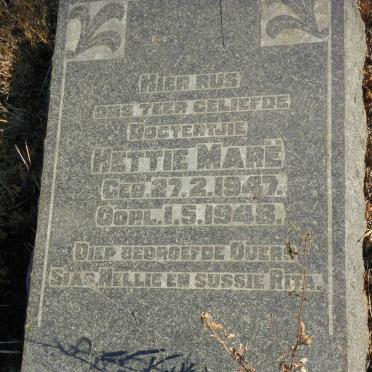 HIER RUS
ONS TEER GELIEFDE
DOGTERTJIE
HETTIE MARÉ
GEB. 27.2.1947.
OORL. 1.5.1948.
DIEP BEDROEFDE OUERS
STAS, NELLIE EN SUSSIE RITA.